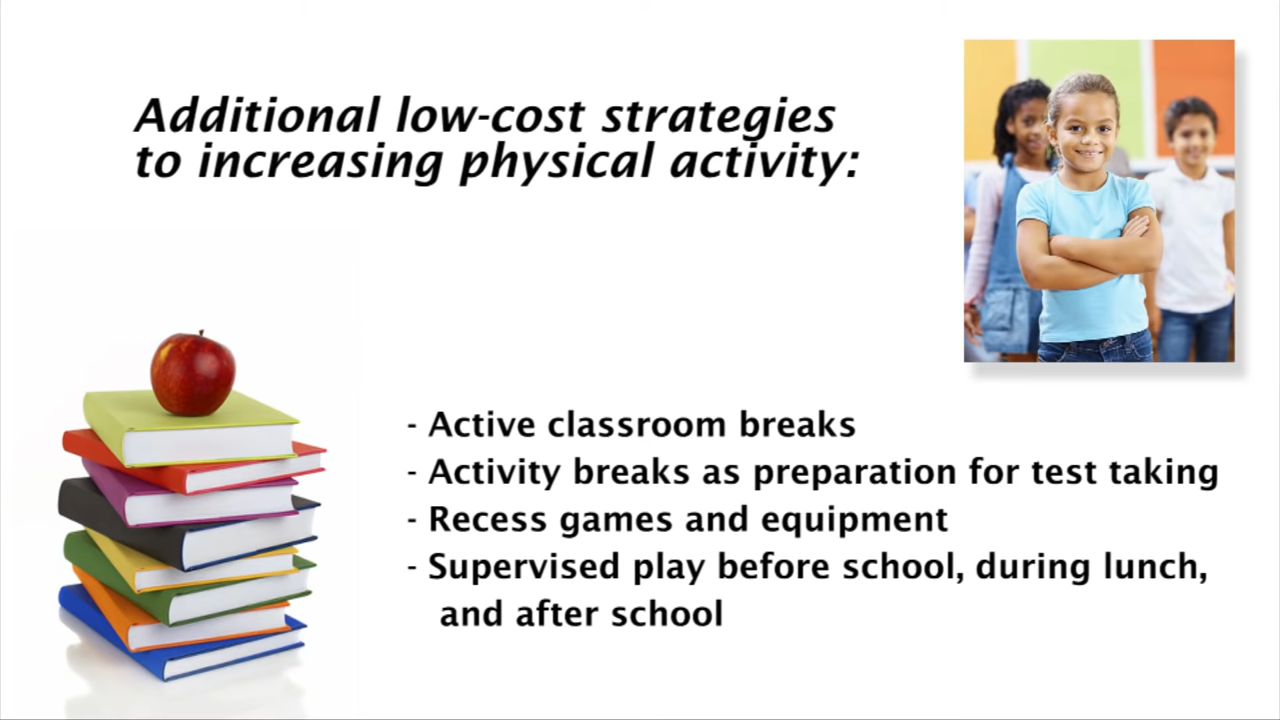 Additional low-cost strategies
to increasing physical activity:
- Active classroom breaks
- Activity breaks as preparation for test taking
- Recess games and equipment
- Supervised play before school, during lunch,
and after school